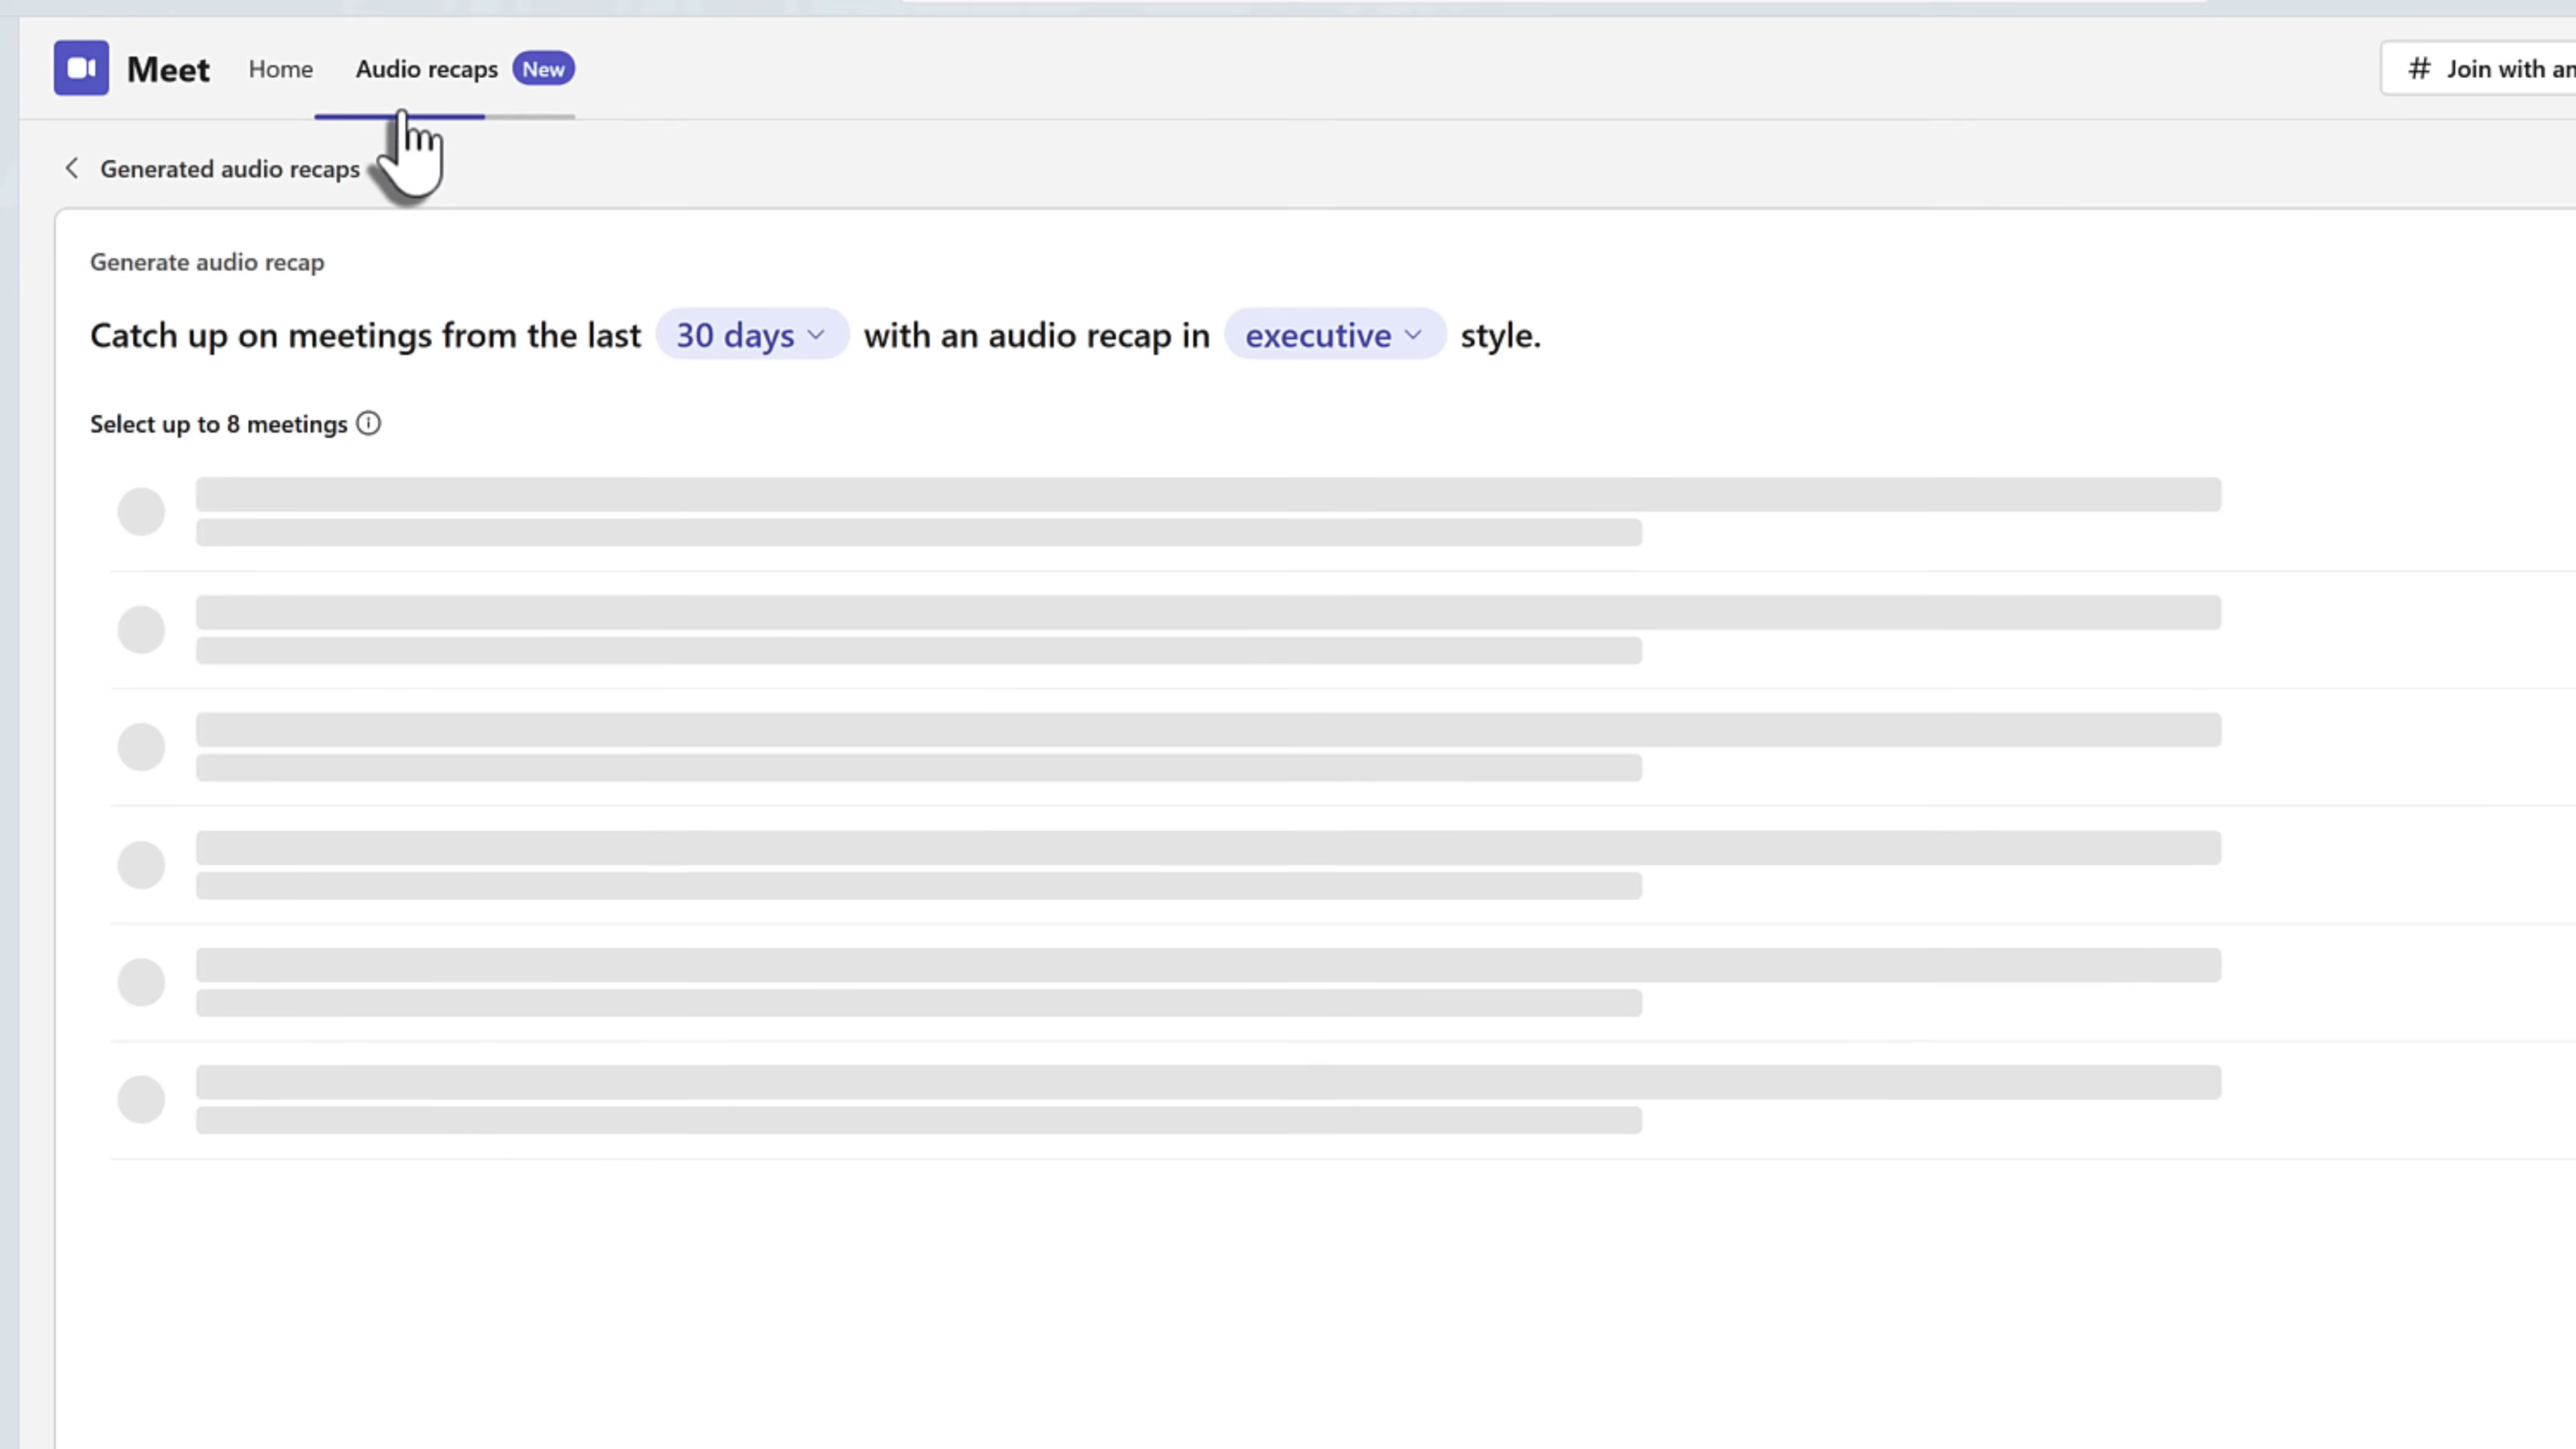 Meet Home Audio recaps New # Join with
Generated audio recaps
Generate audio recap
Catch up on meetings from the last 30 days with an audio recap in executive style.
Select up to 8 meetings